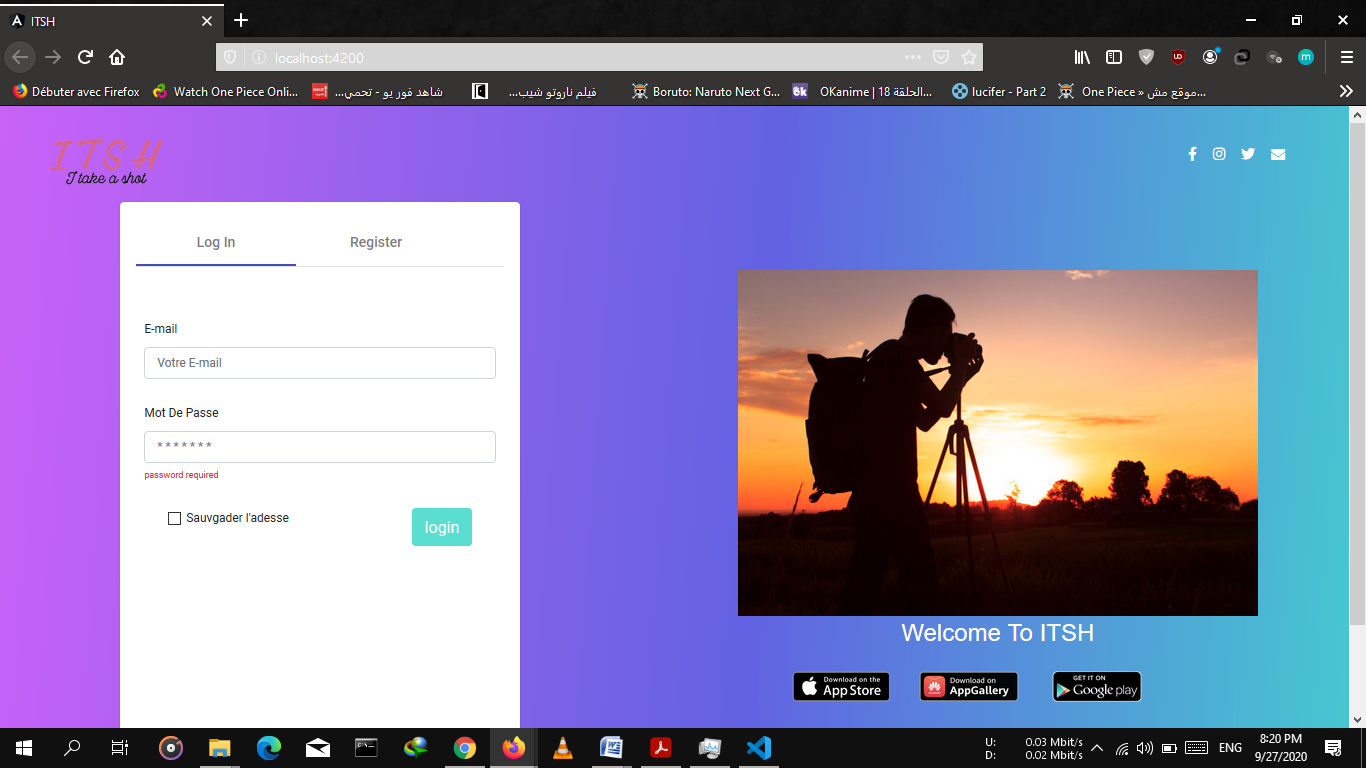 ITSH
localhost:4200
Débuter avec Firefox
Watch One Piece Onli...
شاهد فور يو - تحمي...
فيلم ناروتو شيب...
Boruto: Naruto Next G...
OKanime | الحلقة 18...
lucifer - Part 2
One Piece » موقع مش...
ITSH
I take a shot
Log In
Register
E-mail
Votre E-mail
Mot De Passe
*******
password required
Sauvgader l'adesse
login
Welcome To ITSH
Download on the
App Store
Download on
AppGallery
GET IT ON
Google play
U: 0.03 Mbit/s
D: 0.02 Mbit/s
ENG
8:20 PM
9/27/2020